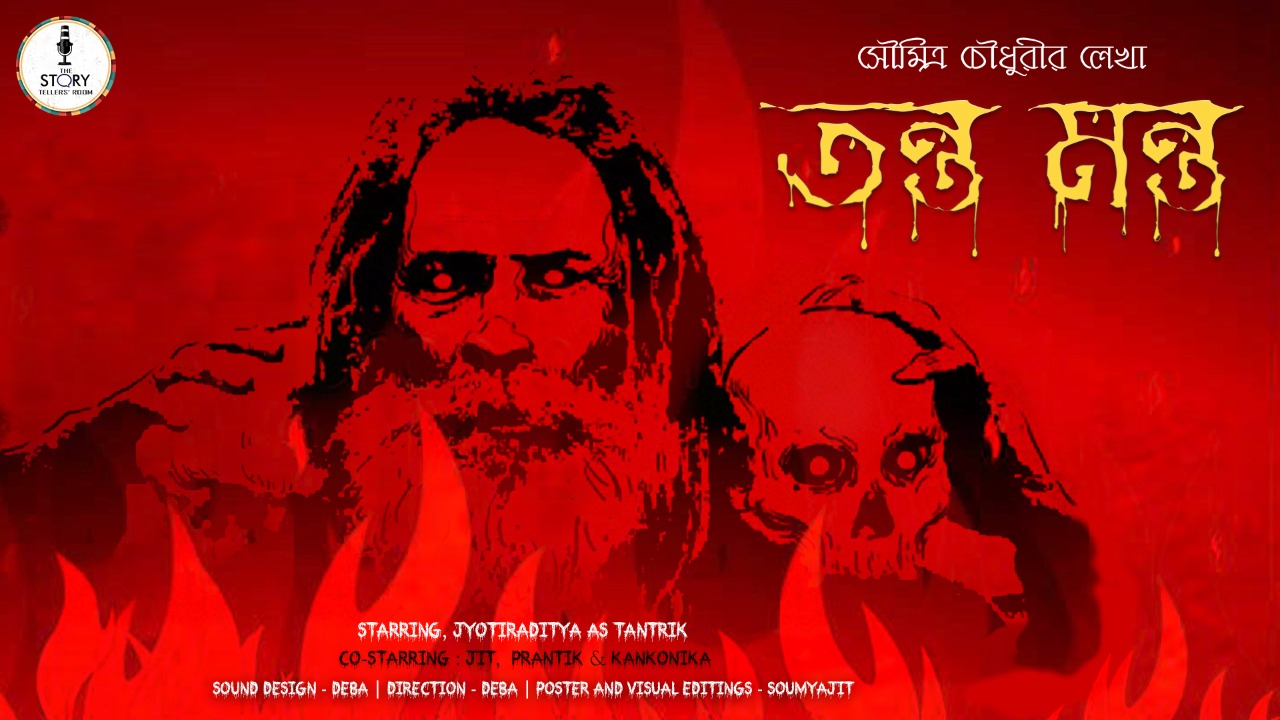 THE
STORY
TELLERS' ROOM
সৌমিত্র চৌধুরীর লেখা
তন্ত্র মন্ত্র
STARRING, JYOTIRADITYA AS TANTRIK
CO-STARRING : JIT, PRANTIK & KANKONIKA
SOUND DESIGN - DEBA | DIRECTION - DEBA | POSTER AND VISUAL EDITINGS - SOUMYAJIT